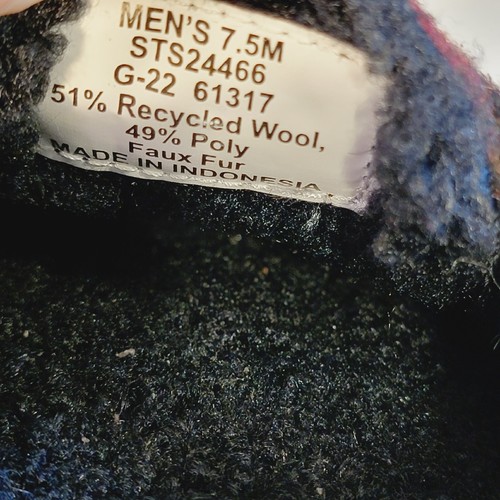 MEN'S 7.5M
STS24466
G-22 61317
51% Recycled Wool,
49% Poly
Faux Fur
MADE IN INDONESIA.